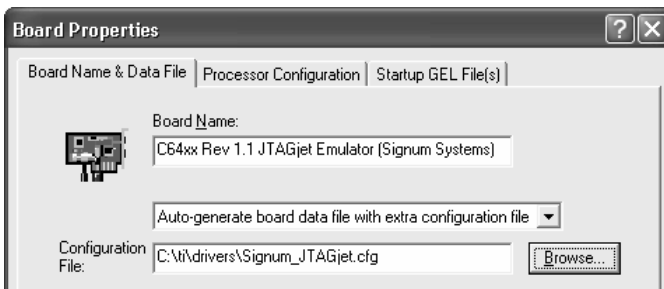 Board Properties
Board Name & Data File Processor Configuration Startup GEL File(s)
Board Name:
C64xx Rev 1.1 JTAGjet Emulator (Signum Systems)
Auto-generate board data file with extra configuration file
Configuration
File:
C:\ti\drivers\Signum_JTAGjet.cfg
Browse...